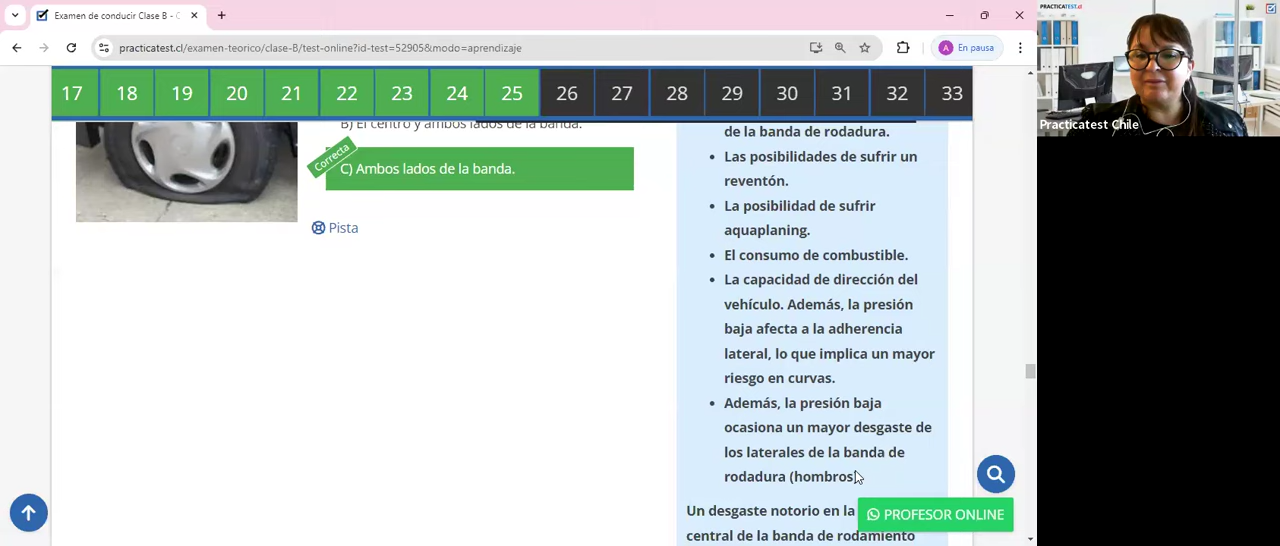 Examen de conducir Clase B - C
practicatest.cl/examen-teorico/clase-B/test-online?id-test=52905&modo=aprendizaje
A En pausa
PRACTICATEST.CL
Practicatest Chile
17 18 19 20 21 22 23 24 25 26 27 28 29 30 31 32 33
B) El centro y ambos lados de la banda.
Correcta
C) Ambos lados de la banda.
Pista
de la banda de rodadura.
• Las posibilidades de sufrir un
reventón.
• La posibilidad de sufrir
aquaplaning.
• El consumo de combustible.
• La capacidad de dirección del
vehículo. Además, la presión
baja afecta a la adherencia
lateral, lo que implica un mayor
riesgo en curvas.
• Además, la presión baja
ocasiona un mayor desgaste de
los laterales de la banda de
rodadura (hombros)
Un desgaste notorio en la
central de la banda de rodamiento
PROFESOR ONLINE